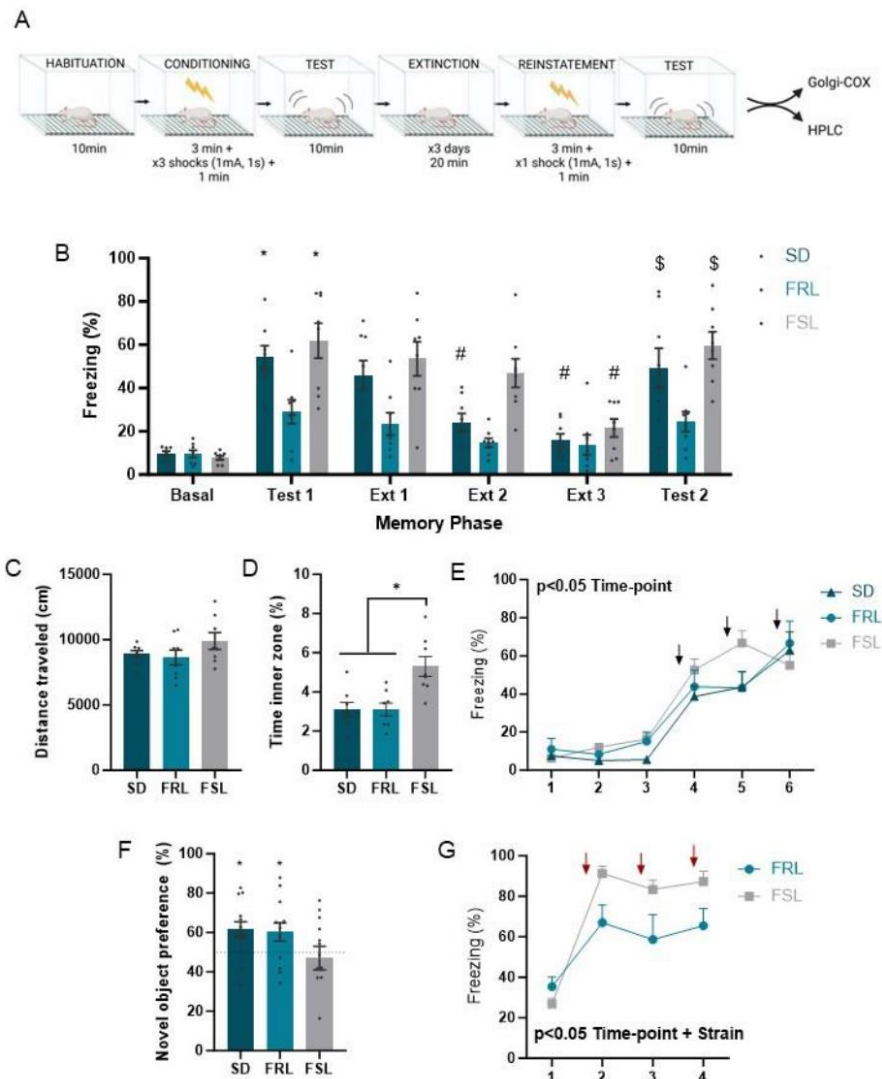 A
HABITUATION
CONDITIONING
TEST
EXTINCTION
REINSTATEMENT
TEST
Golgi-COX
HPLC
10min
3 min +
x3 shocks (1mA, 1s) +
1 min
10min
x3 days
20 min
3 min +
x1 shock (1mA, 1s) +
1 min
10min
B
Freezing (%)
100
80
60
40
20
0
*
*
#
#
#
$
$
SD
FRL
FSL
Basal
Test 1
Ext 1
Ext 2
Ext 3
Test 2
Memory Phase
C
Distance traveled (cm)
15000
10000
5000
0
SD
FRL
FSL
D
Time inner zone (%)
10
8
6
4
2
0
*
SD
FRL
FSL
E
Freezing (%)
100
80
60
40
20
0
p<0.05 Time-point
SD
FRL
FSL
1
2
3
4
5
6
F
Novel object preference (%)
100
80
60
40
20
0
*
*
SD
FRL
FSL
G
Freezing (%)
100
80
60
40
20
0
FRL
FSL
p<0.05 Time-point + Strain
1
2
3
4